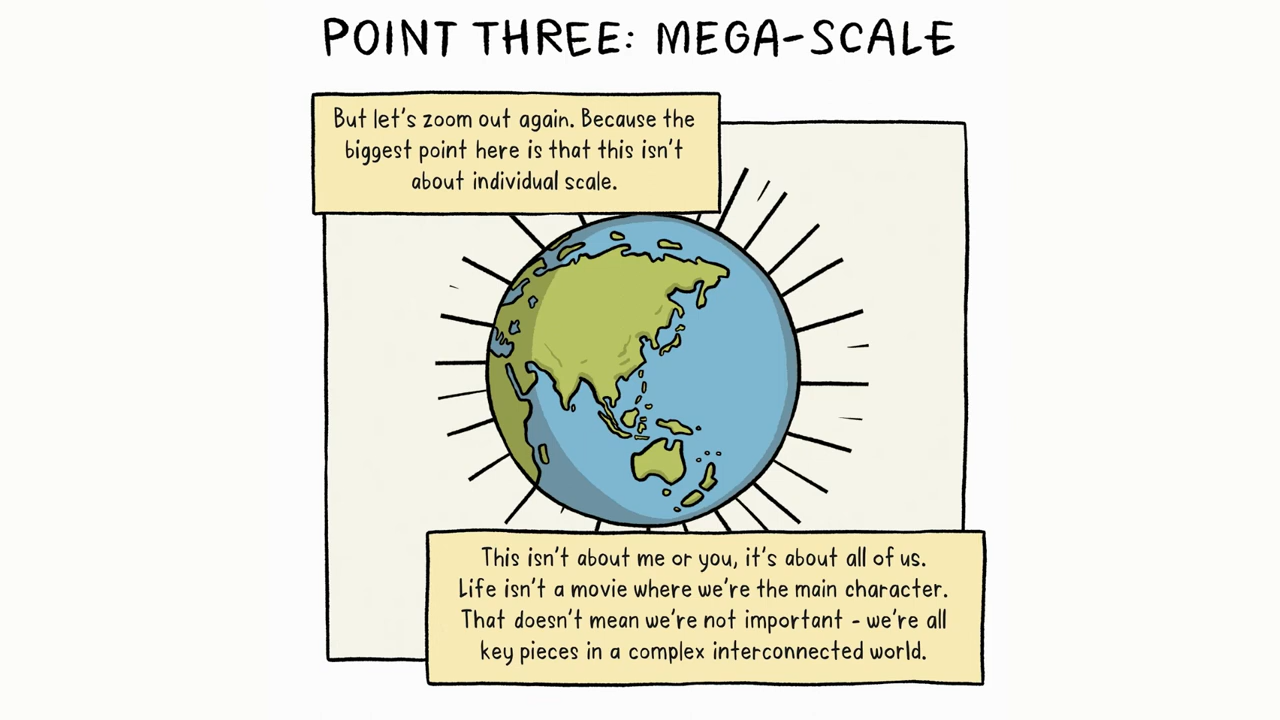 POINT THREE: MEGA-SCALE
But let's zoom out again. Because the
biggest point here is that this isn't
about individual scale.
This isn't about me or you, it's about all of us.
Life isn't a movie where we're the main character.
That doesn't mean we're not important - we're all
key pieces in a complex interconnected world.